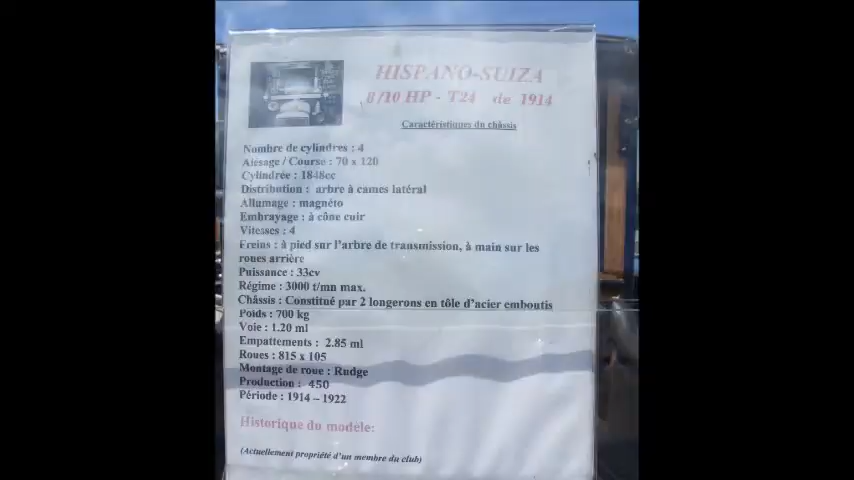 HISPANO-SUIZA
8/10 HP - T24 de 1914
Caractéristiques du châssis
Nombre de cylindres : 4
Alésage / Course : 70 x 120
Cylindrée : 1848cc
Distribution : arbre à cames latéral
Allumage : magnéto
Embrayage : à cône cuir
Vitesses : 4
Freins : à pied sur l'arbre de transmission, à main sur les
roues arrière
Puissance : 33cv
Régime : 3000 t/mn max.
Châssis : Constitué par 2 longerons en tôle d'acier emboutis
Poids : 700 kg
Voie : 1.20 ml
Empattements : 2.85 ml
Roues : 815 x 105
Montage de roue : Rudge
Production : 450
Période : 1914 – 1922
Historique du modèle:
(Actuellement propriété d'un membre du club)